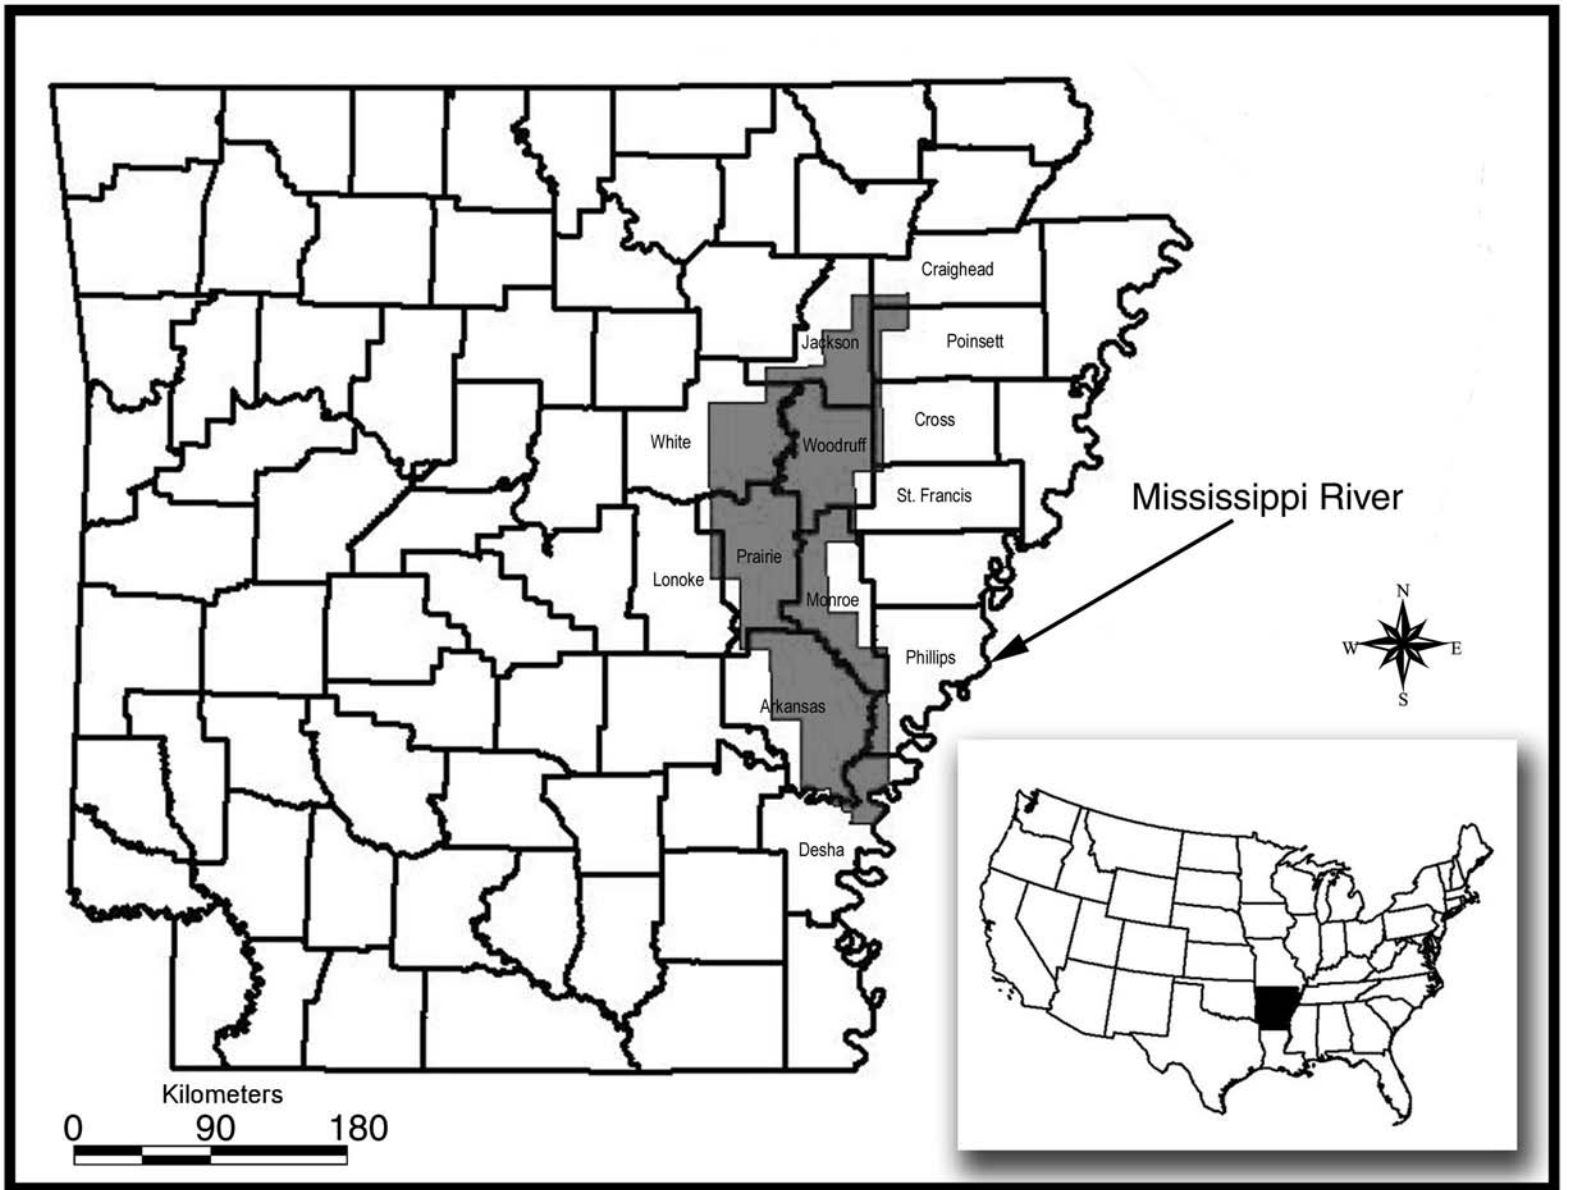 Craighead
Jackson
Poinsett
Cross
White
Woodruff
St. Francis
Mississippi River
Prairie
Lonoke
Monroe
N
W
E
S
Phillips
Arkansas
Desha
Kilometers
0 90 180